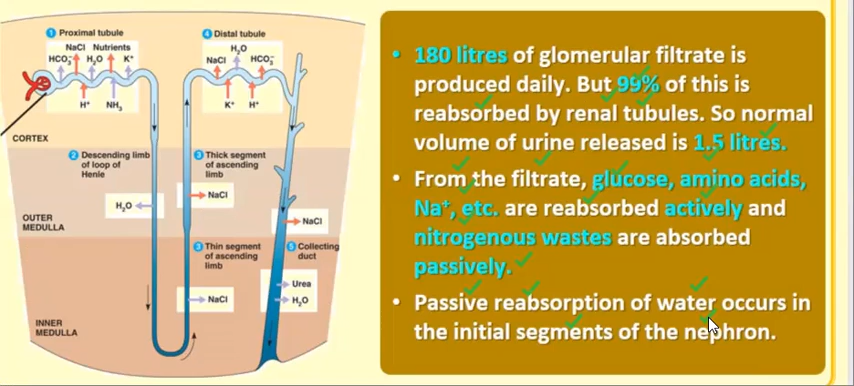 1 Proximal tubule
NaCl Nutrients
HCO₃⁻ H₂O K⁺
H⁺ NH₃
4 Distal tubule
H₂O
NaCl HCO₃⁻
K⁺ H⁺
CORTEX
2 Descending limb
of loop of
Henle
3 Thick segment
of ascending
limb
NaCl
H₂O
OUTER
MEDULLA
NaCl
3 Thin segment
of ascending
limb
5 Collecting
duct
Urea
NaCl
H₂O
INNER
MEDULLA
• 180 litres of glomerular filtrate is
produced daily. But 99% of this is
reabsorbed by renal tubules. So normal
volume of urine released is 1.5 litres.
• From the filtrate, glucose, amino acids,
Na⁺, etc. are reabsorbed actively and
nitrogenous wastes are absorbed
passively.
• Passive reabsorption of water occurs in
the initial segments of the nephron.